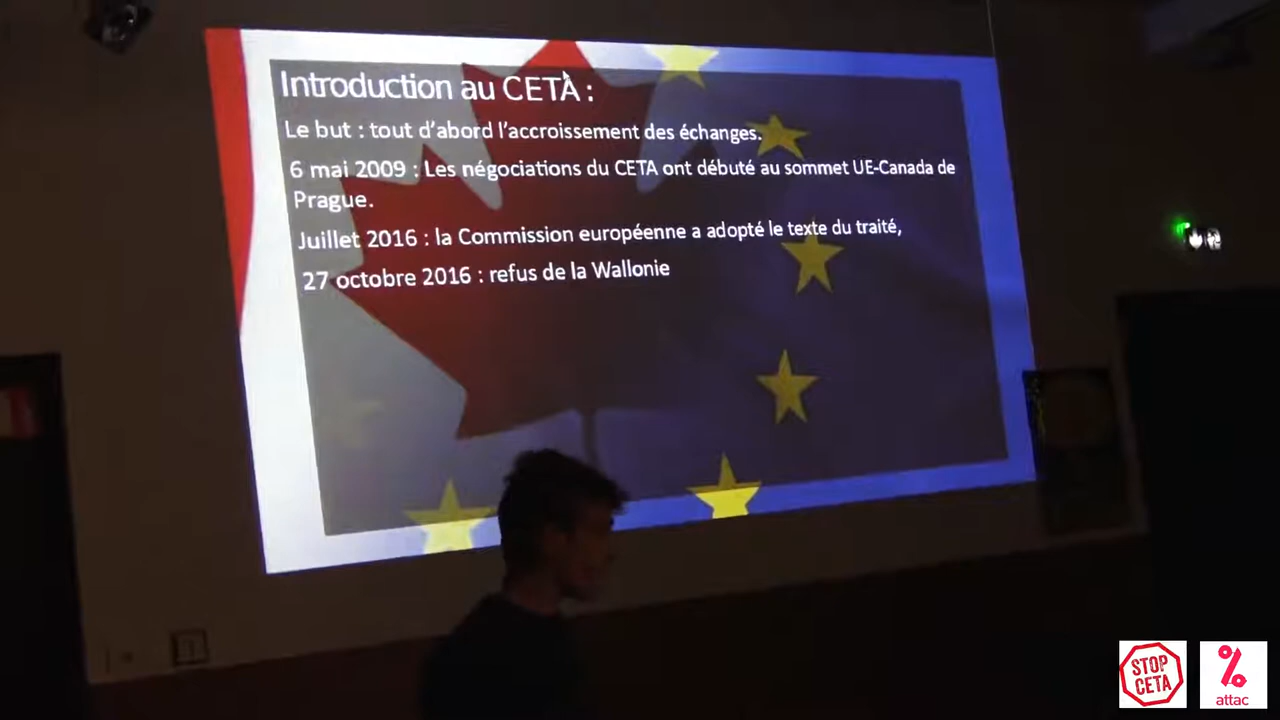 Introduction au CETA :
Le but : tout d'abord l'accroissement des échanges.
6 mai 2009 : Les négociations du CETA ont débuté au sommet UE-Canada de
Prague.
Juillet 2016 : la Commission européenne a adopté le texte du traité,
27 octobre 2016 : refus de la Wallonie
STOP
CETA
%
attac